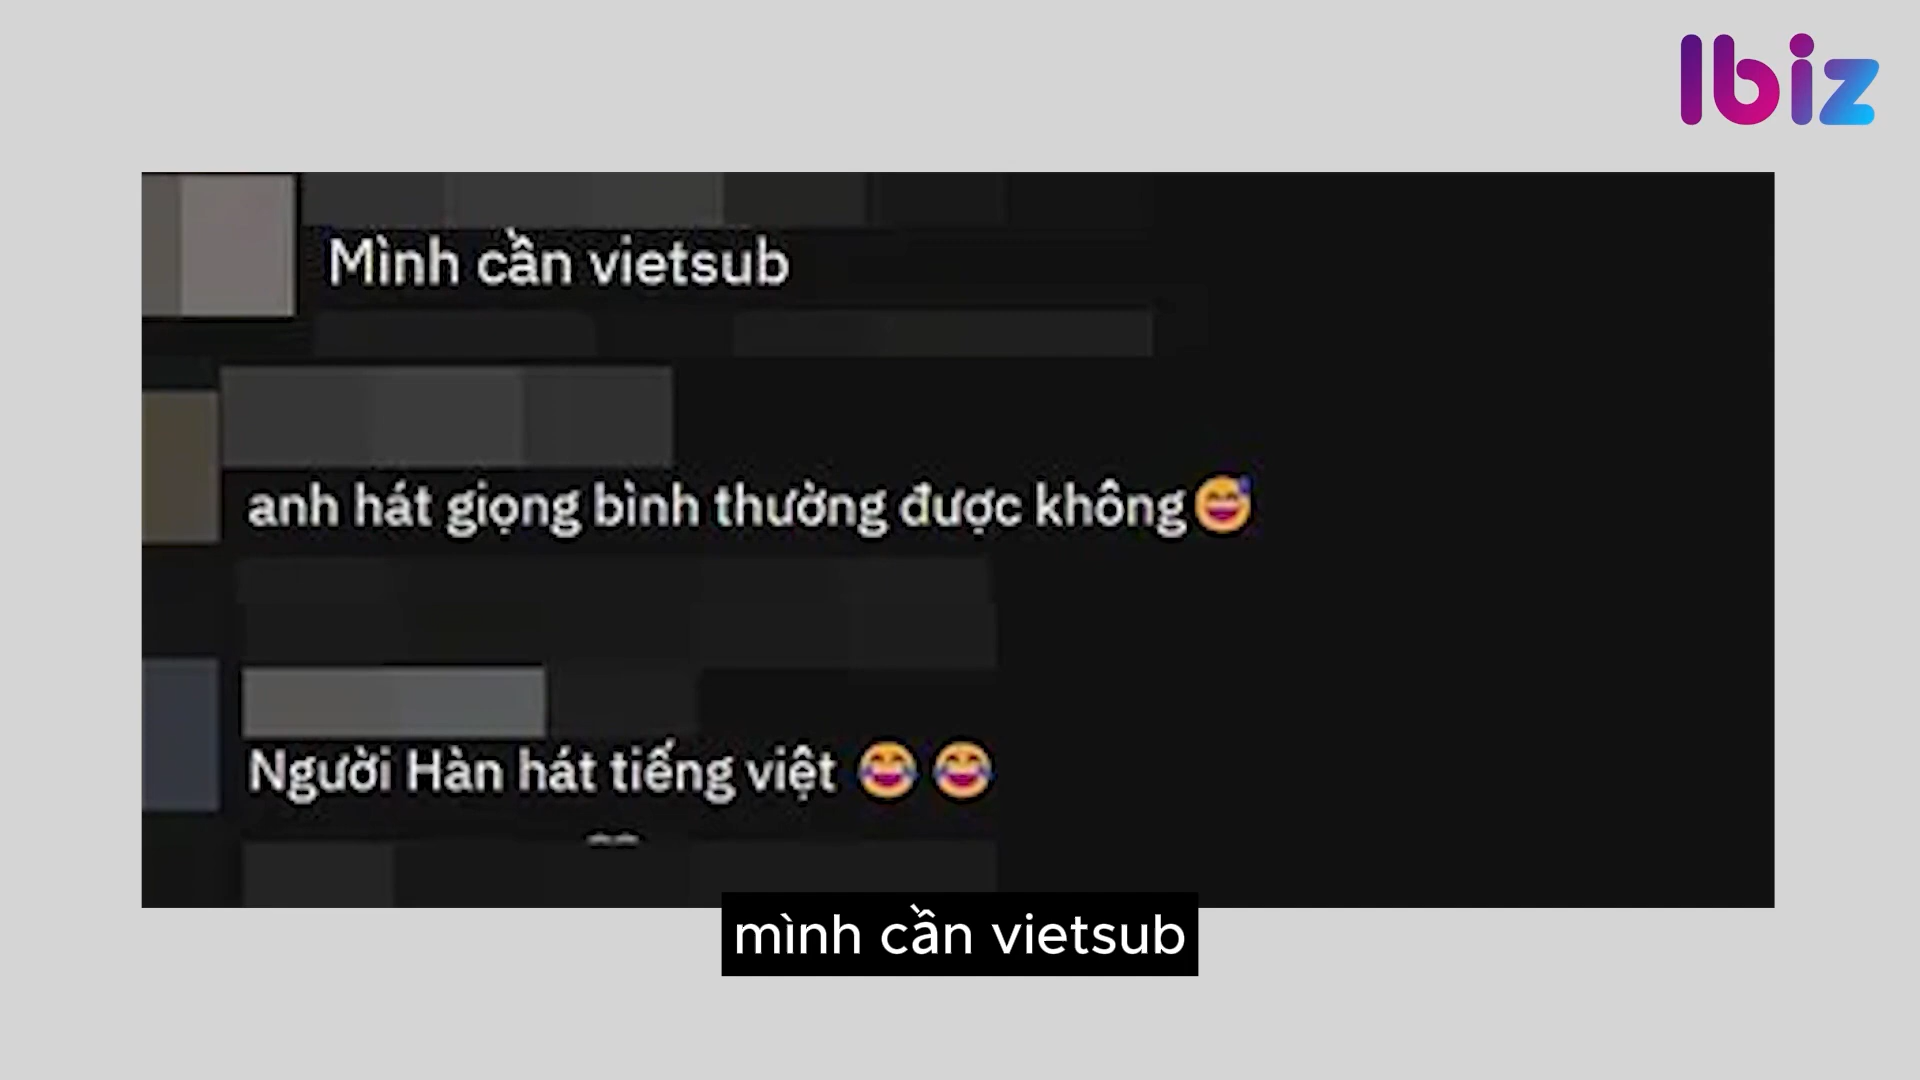 Ibiz
Mình cần vietsub
anh hát giọng bình thường được không😅
Người Hàn hát tiếng việt 😂 😂
mình cần vietsub